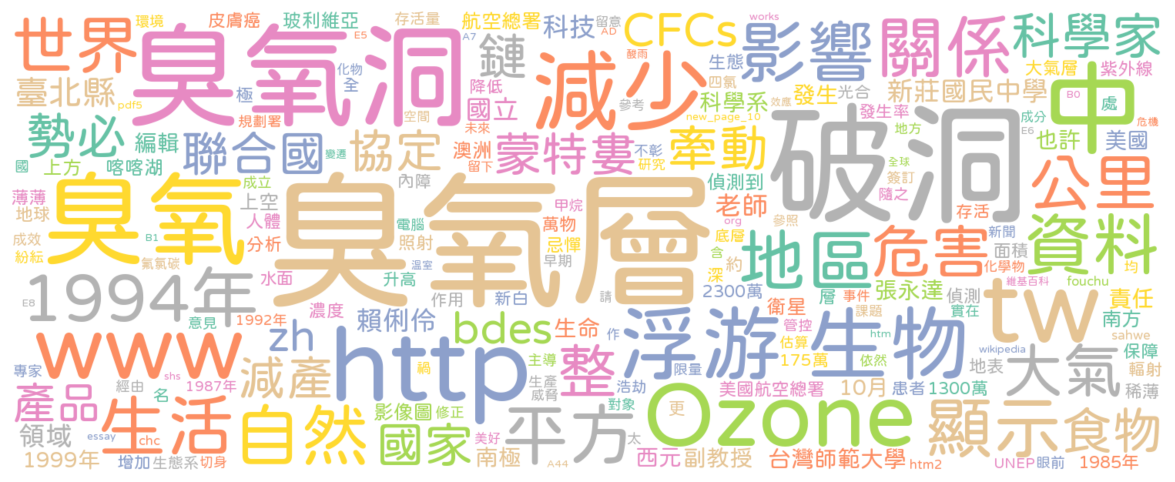 環境 皮膚癌 玻利維亞 存活量 航空總署 科技 留意 CFCs works
世界 臭氧洞 E5 A7 鏈 AD 影響 關係 科學家
化物 全 減少 酸雨 生態 大氣層 紫外線
臺北縣 極 降低 四氯 發生 光合 新莊國民中學 中 B0 處
pdf5 規劃署 空間 國立 參考 科學系 發生率 成分 危機
勢必 編輯 聯合國 協定 未來 澳洲 蒙特婁 不彰 new_page_10 牽動 破洞 地方 E6 也許 美國
國 上方 喀喀湖 變遷 留下 研究 全球
薄薄 成立 內障 偵測到 簽訂 公里
臭氧 上空 臭氧層 甲烷 萬物 老師 隨之 存活
地球 人體 電腦 org 參照 新聞
成效 B1 分析 照射 忌憚 底層 地區 危害 面積 資料
紛紜 氟氯碳 溫室 早期 含 化學物 均
1994年 水面 升高 深 約 維基百科 fouchu
E8 濃度 作用 新白 請 2300萬 層 事件 張永達 偵測 tw 責任
意見 1992年 賴俐伶 bdes 生命 作 衛星 課題 實在 南方
www zh http 管控 htm sahwe
主導 整 浮游生物 估算 wikipedia 保障
專家 shs 減產 禍 限量 175萬 依然 地表 大氣 輻射
經由 1987年 生產 浩劫 美國航空總署 10月 患者 1300萬 稀薄
產品 名 威脅
生活 自然 影像圖 修正 對象 更 Ozone 顯示 食物
領域 essay chc 國家 美好 平方 太
1999年 增加 生態系 切身 南極 A44 西元 副教授 台灣師範大學 htm2 UNEP 眼前 1985年
效應